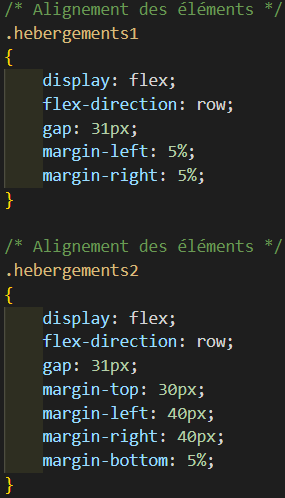 /* Alignement des éléments */
.hebergements1
{
    display: flex;
    flex-direction: row;
    gap: 31px;
    margin-left: 5%;
    margin-right: 5%;
}
/* Alignement des éléments */
.hebergements2
{
    display: flex;
    flex-direction: row;
    gap: 31px;
    margin-top: 30px;
    margin-left: 40px;
    margin-right: 40px;
    margin-bottom: 5%;
}